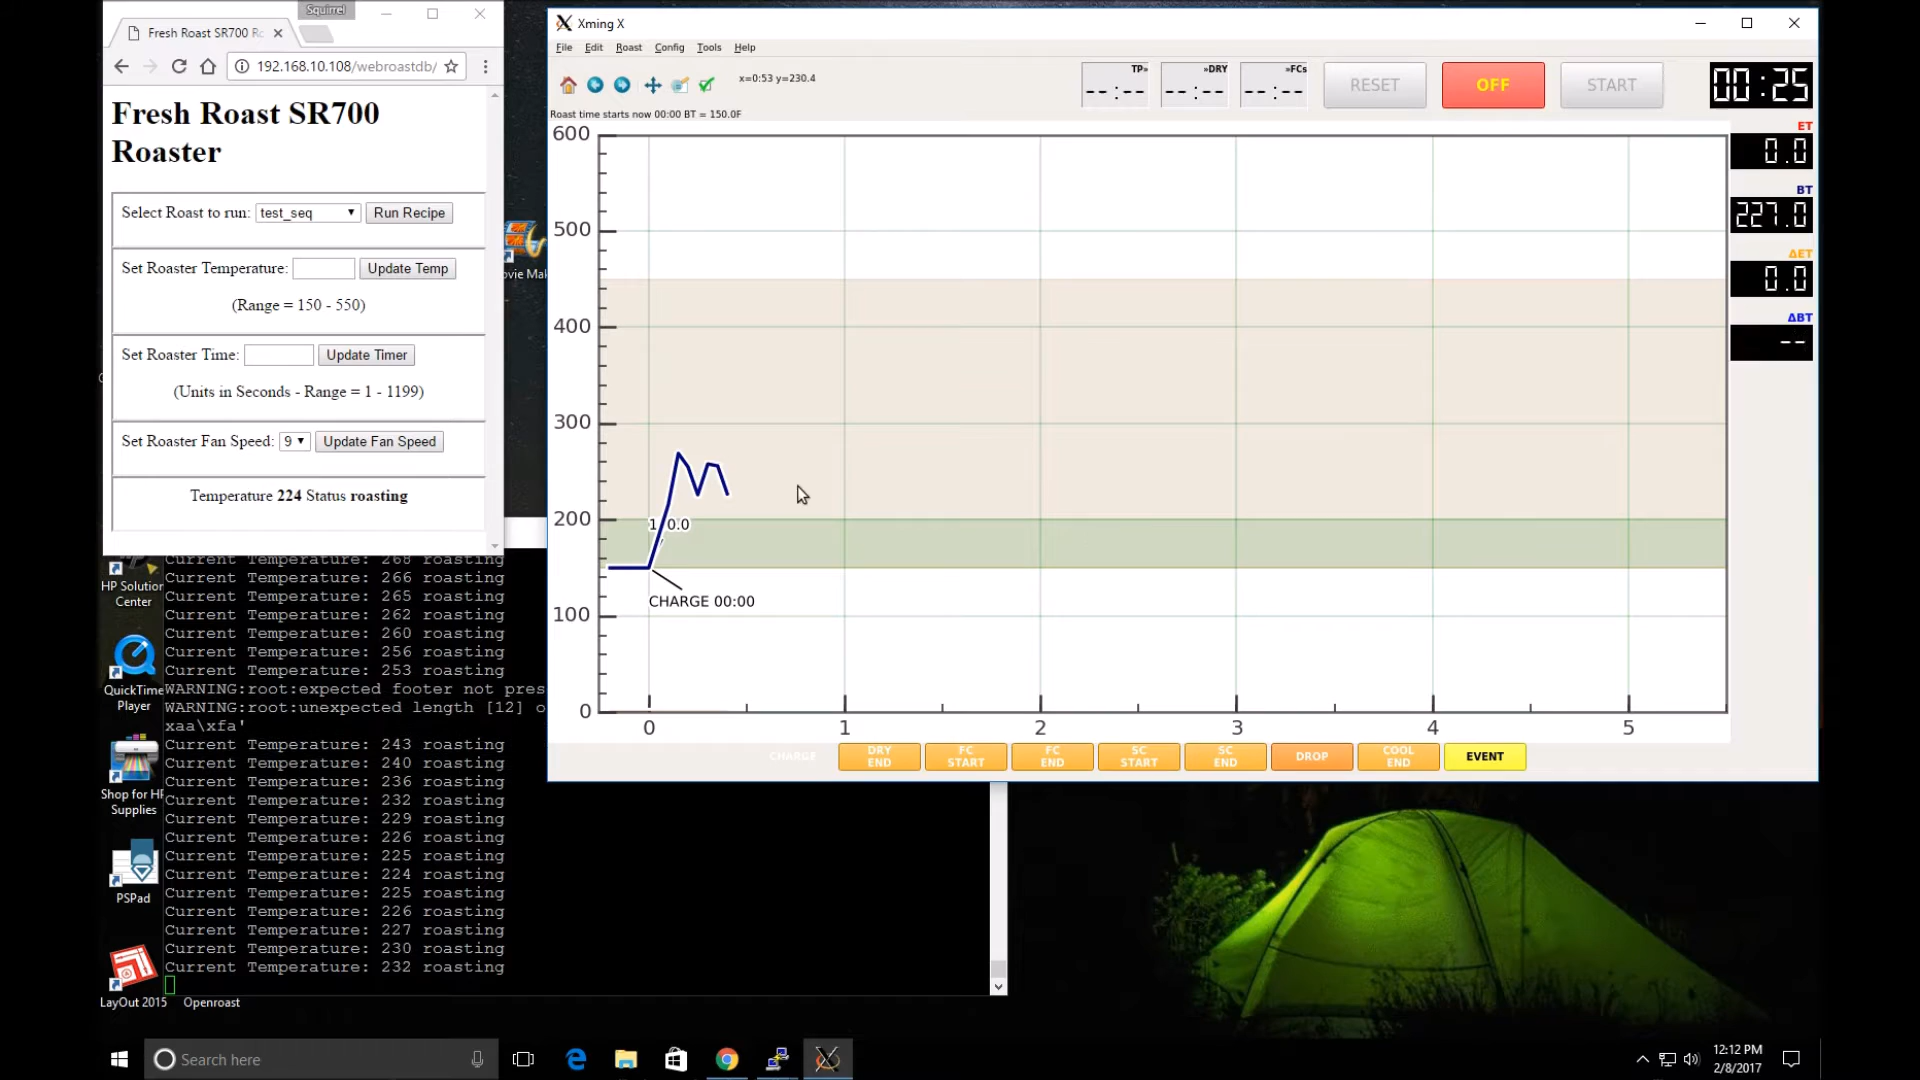 Squirrel
Fresh Roast SR700 Ro
192.168.10.108/webroastdb/
Fresh Roast SR700
Roaster
Select Roast to run: test_seq Run Recipe
Set Roaster Temperature: Update Temp
(Range = 150 - 550)
Set Roaster Time: Update Timer
(Units in Seconds - Range = 1 - 1199)
Set Roaster Fan Speed: 9 Update Fan Speed
Temperature 224 Status roasting
Xming X
File Edit Roast Config Tools Help
x=0:53 y=230.4
TP» »DRY »FCs
--:-- --:-- --:--
RESET OFF START
00:25
Roast time starts now 00:00 BT = 150.0F
ET
0.0
BT
227.0
ΔET
0.0
ΔBT
--
600
500
400
300
200
100
0
CHARGE 00:00
0 1 2 3 4 5
CHARGE DRY END FC START FC END SC START SC END DROP COOL END EVENT
ovie Mak
HP Solution
Center
QuickTime
Player
Shop for HP
Supplies
PSPad
LayOut 2015
Openroast
Current Temperature: 268 roasting
Current Temperature: 266 roasting
Current Temperature: 265 roasting
Current Temperature: 262 roasting
Current Temperature: 260 roasting
Current Temperature: 256 roasting
Current Temperature: 253 roasting
WARNING:root:expected footer not pres
WARNING:root:unexpected length [12] o
xaa\xfa'
Current Temperature: 243 roasting
Current Temperature: 240 roasting
Current Temperature: 236 roasting
Current Temperature: 232 roasting
Current Temperature: 229 roasting
Current Temperature: 226 roasting
Current Temperature: 225 roasting
Current Temperature: 224 roasting
Current Temperature: 225 roasting
Current Temperature: 226 roasting
Current Temperature: 227 roasting
Current Temperature: 230 roasting
Current Temperature: 232 roasting
Search here
12:12 PM
2/8/2017